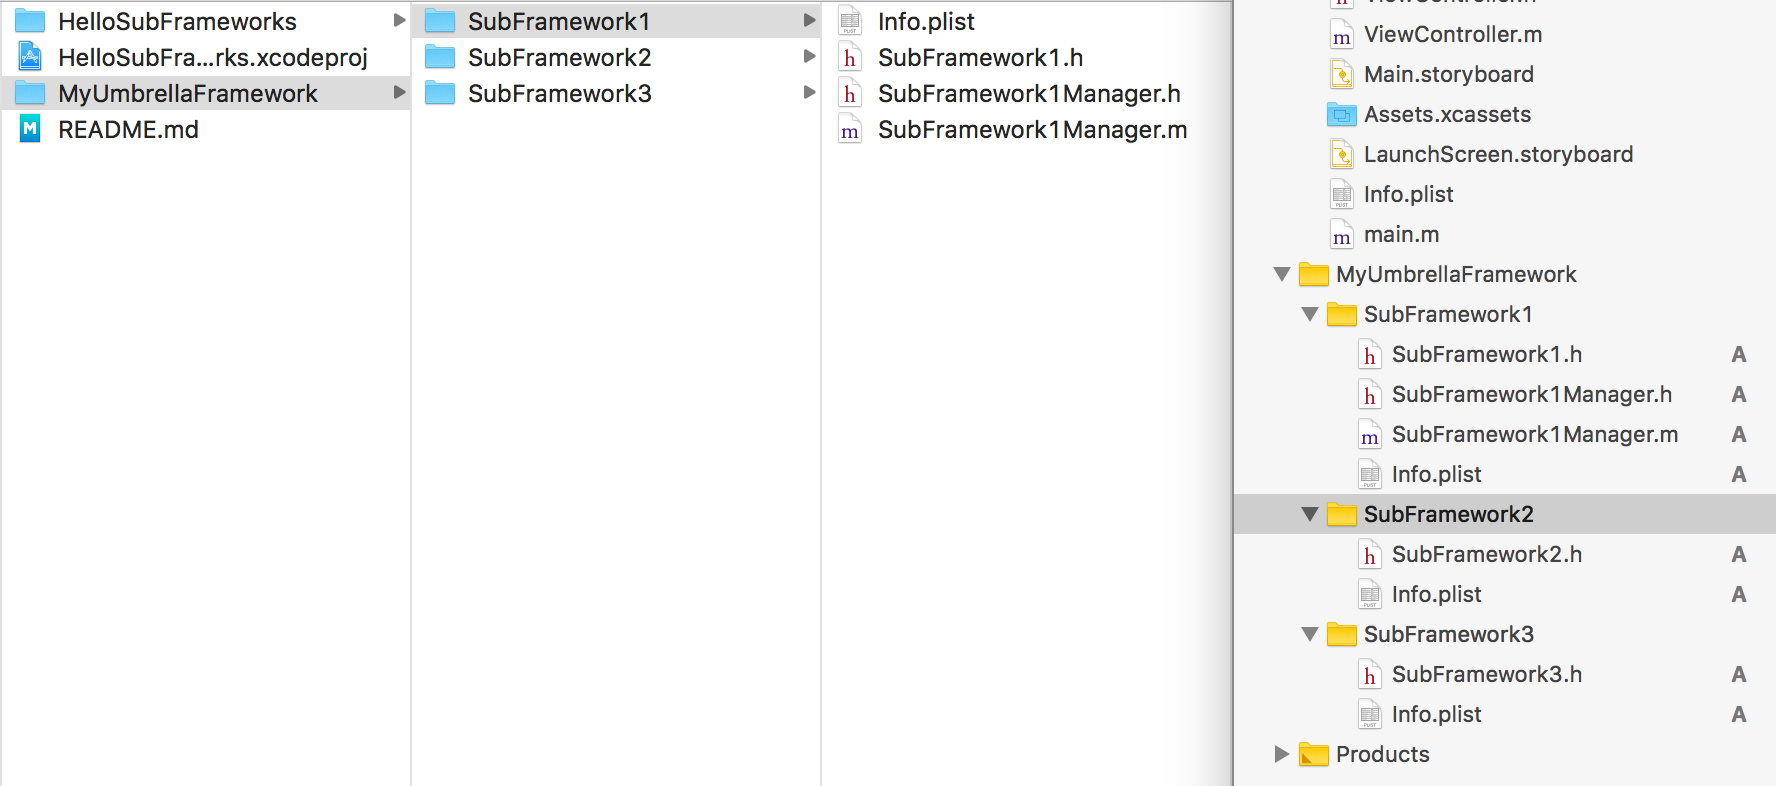 HelloSubFrameworks
HelloSubFra...rks.xcodeproj
MyUmbrellaFramework
README.md
SubFramework1
SubFramework2
SubFramework3
Info.plist
SubFramework1.h
SubFramework1Manager.h
SubFramework1Manager.m
ViewController.h
ViewController.m
Main.storyboard
Assets.xcassets
LaunchScreen.storyboard
Info.plist
main.m
MyUmbrellaFramework
SubFramework1
SubFramework1.h A
SubFramework1Manager.h A
SubFramework1Manager.m A
Info.plist A
SubFramework2
SubFramework2.h A
Info.plist A
SubFramework3
SubFramework3.h A
Info.plist A
Products